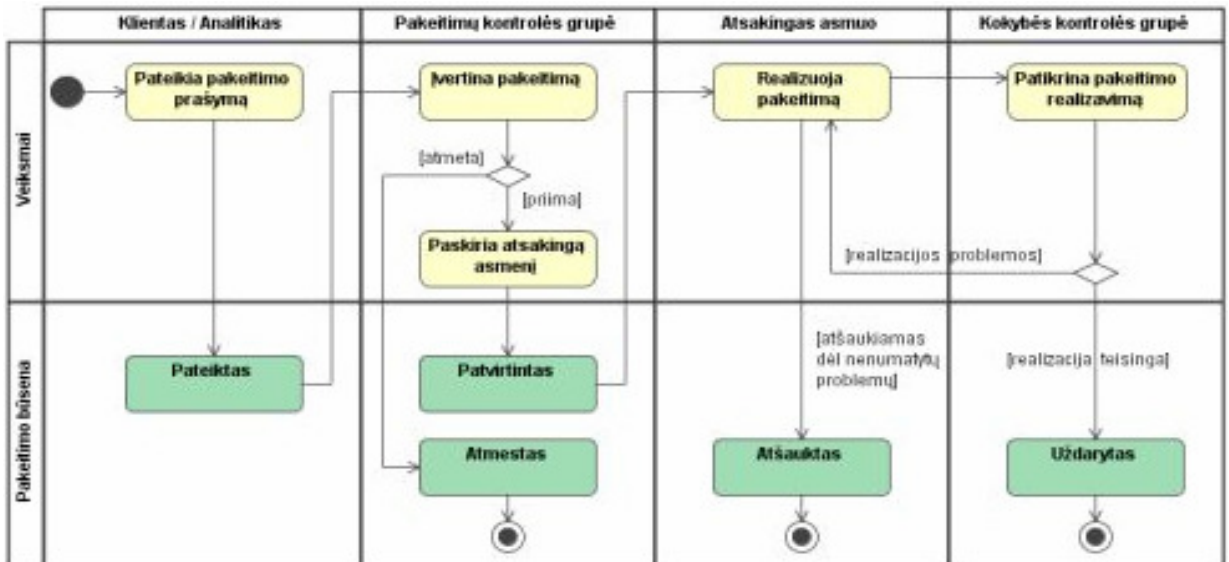 Klientas / Analitikas
Pakeitimų kontrolės grupė
Atsakingas asmuo
Kokybės kontrolės grupė
Veiksmai
Pateikia pakeitimo
prašymą
Įvertina pakeitimą
Realizuoja
pakeitimą
Patikrina pakeitimo
realizavimą
[atmeta]
[priima]
Paskiria atsakingą
asmenį
[realizacijos problemos]
Pakeitimo būsena
Pateiktas
Patvirtintas
[atšaukiamas
dėl nenumatytų
problemų]
[realizacija teisinga]
Atmestas
Atšauktas
Uždarytas